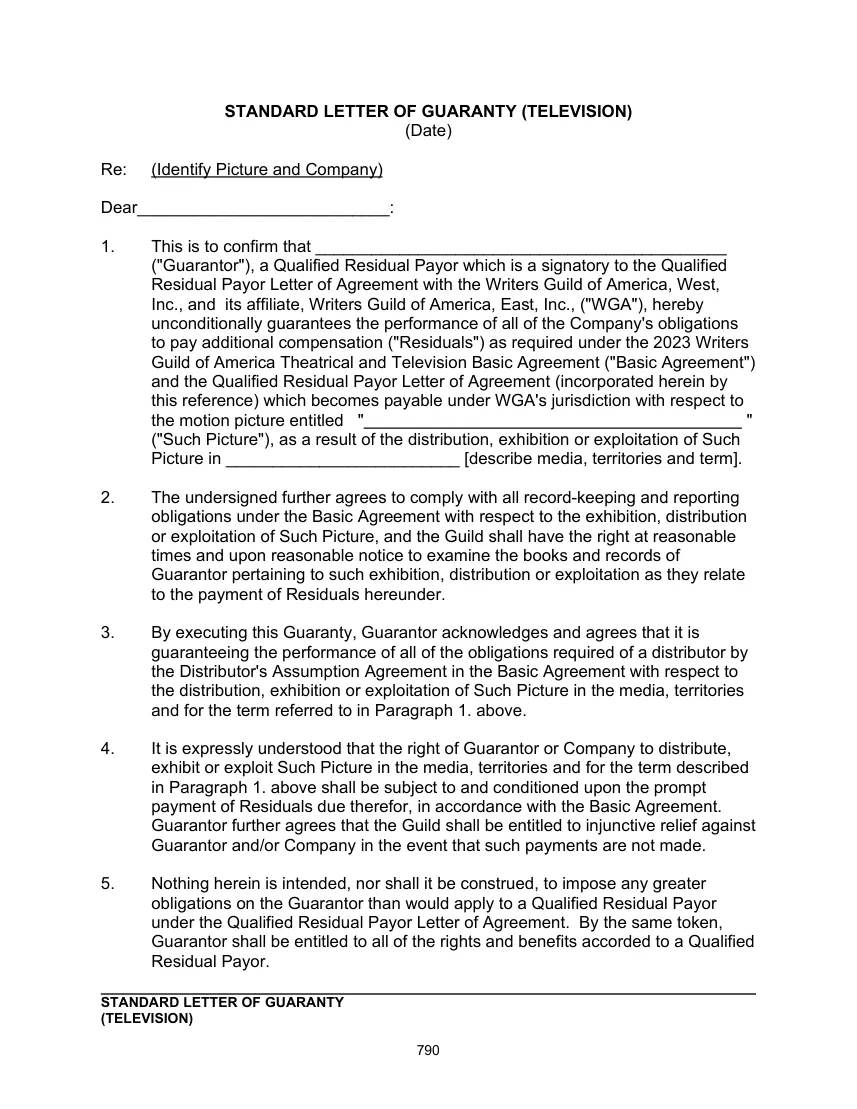 STANDARD LETTER OF GUARANTY (TELEVISION)
(Date)
Re: (Identify Picture and Company)
Dear___________________________:
1. This is to confirm that ____________________________________________
("Guarantor"), a Qualified Residual Payor which is a signatory to the Qualified
Residual Payor Letter of Agreement with the Writers Guild of America, West,
Inc., and  its affiliate, Writers Guild of America, East, Inc., ("WGA"), hereby
unconditionally guarantees the performance of all of the Company's obligations
to pay additional compensation ("Residuals") as required under the 2023 Writers
Guild of America Theatrical and Television Basic Agreement ("Basic Agreement")
and the Qualified Residual Payor Letter of Agreement (incorporated herein by
this reference) which becomes payable under WGA's jurisdiction with respect to
the motion picture entitled   "________________________________________ "
("Such Picture"), as a result of the distribution, exhibition or exploitation of Such
Picture in _________________________ [describe media, territories and term].
2. The undersigned further agrees to comply with all record-keeping and reporting
obligations under the Basic Agreement with respect to the exhibition, distribution
or exploitation of Such Picture, and the Guild shall have the right at reasonable
times and upon reasonable notice to examine the books and records of
Guarantor pertaining to such exhibition, distribution or exploitation as they relate
to the payment of Residuals hereunder.
3. By executing this Guaranty, Guarantor acknowledges and agrees that it is
guaranteeing the performance of all of the obligations required of a distributor by
the Distributor's Assumption Agreement in the Basic Agreement with respect to
the distribution, exhibition or exploitation of Such Picture in the media, territories
and for the term referred to in Paragraph 1. above.
4. It is expressly understood that the right of Guarantor or Company to distribute,
exhibit or exploit Such Picture in the media, territories and for the term described
in Paragraph 1. above shall be subject to and conditioned upon the prompt
payment of Residuals due therefor, in accordance with the Basic Agreement.
Guarantor further agrees that the Guild shall be entitled to injunctive relief against
Guarantor and/or Company in the event that such payments are not made.
5. Nothing herein is intended, nor shall it be construed, to impose any greater
obligations on the Guarantor than would apply to a Qualified Residual Payor
under the Qualified Residual Payor Letter of Agreement.  By the same token,
Guarantor shall be entitled to all of the rights and benefits accorded to a Qualified
Residual Payor.
STANDARD LETTER OF GUARANTY
(TELEVISION)
790